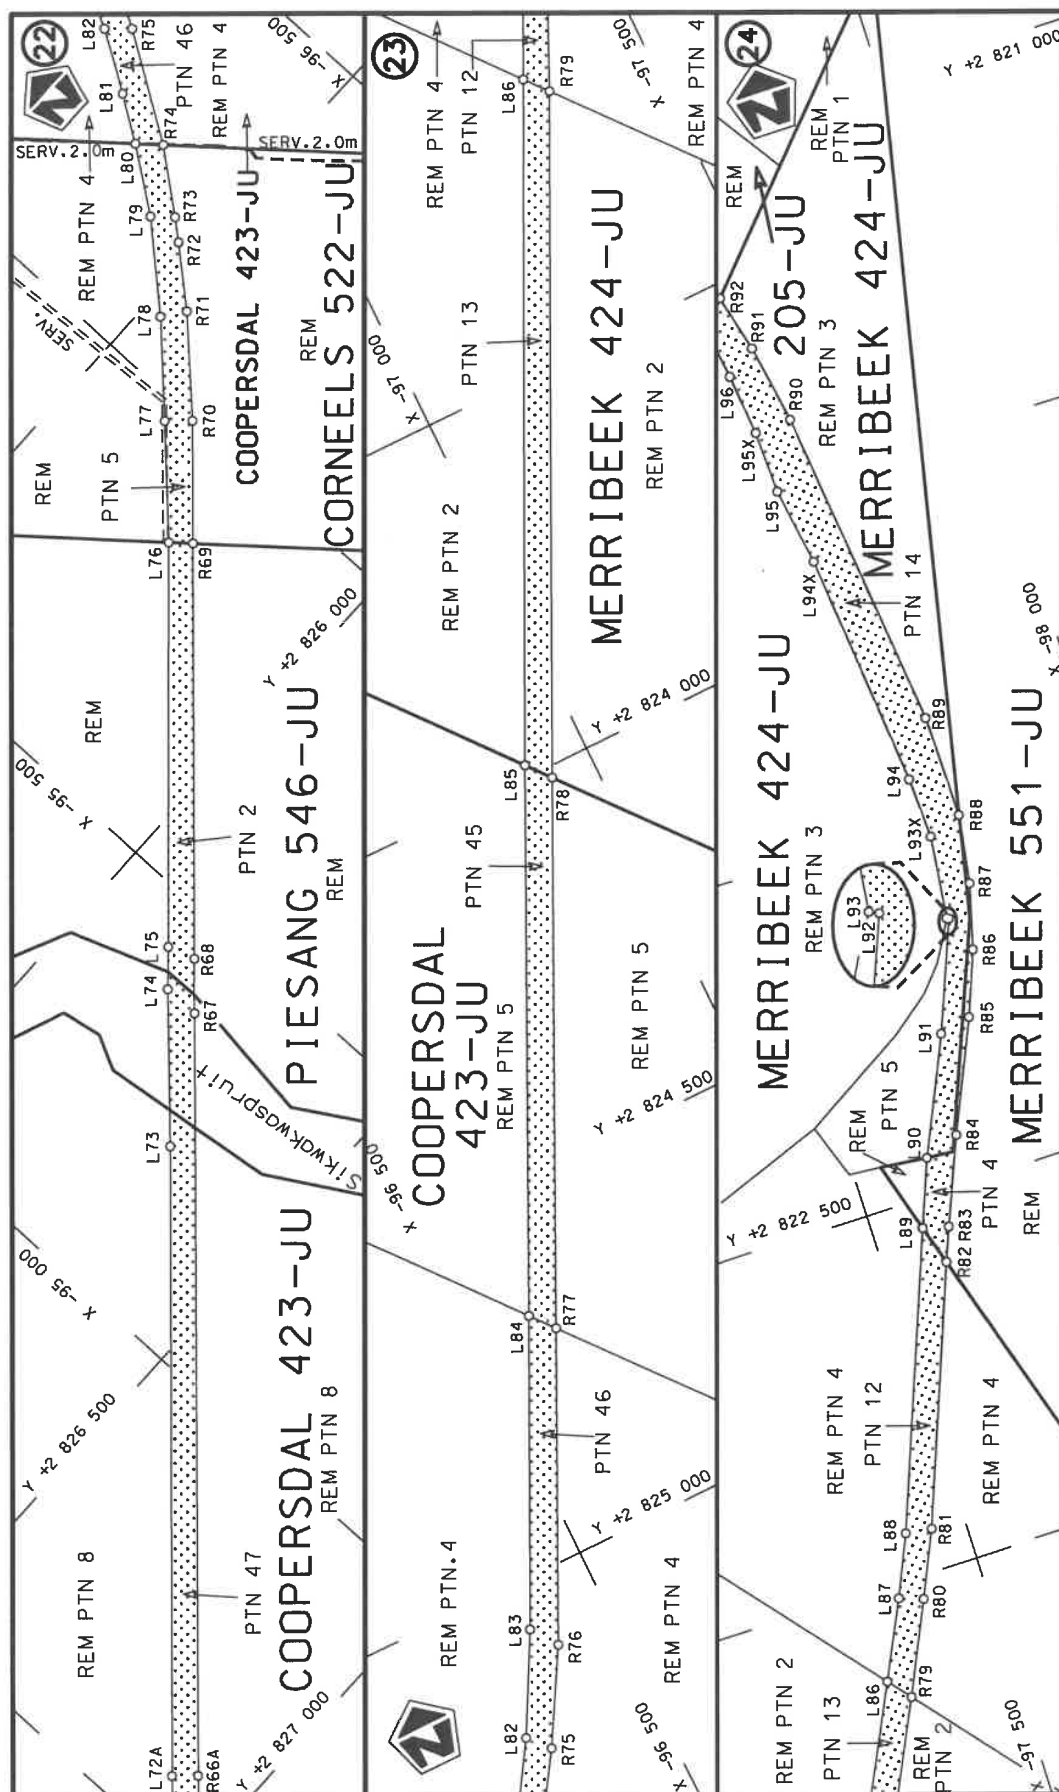 22
L82
R75
PTN 46
REM PTN 4
X -96 500
L81
R74
SERV.2.0m
L80
SERV.2.0m
REM PTN 4
L79
R73
R72
COOPERSDAL 423-JU
CORNEELS 522-JU
REM
SERV.
L78
R71
L77
R70
REM
PTN 5
L76
R69
Y +2 826 000
REM
X -95 500
PTN 2
PIESANG 546-JU
REM
L75
R68
L74
R67
Sikwakwaspruit
L73
X -95 000
COOPERSDAL 423-JU
REM PTN 8
Y +2 826 500
REM PTN 8
PTN 47
L72A
R66A
Y +2 827 000
23
REM PTN 4
PTN 12
L86
R79
X -97 500
REM PTN 4
PTN 13
X -97 000
MERRIBEEK 424-JU
REM PTN 2
REM PTN 2
Y +2 824 000
L85
R78
PTN 45
COOPERSDAL
423-JU
REM PTN 5
REM PTN 5
Y +2 824 500
X -96 500
L84
R77
PTN 46
Y +2 825 000
REM PTN.4
L83
R76
REM PTN 4
L82
R75
X -96 500
24
Y +2 821 000
REM
REM
PTN 1
205-JU
MERRIBEEK 424-JU
R92
R91
L96
R90
REM PTN 3
L95X
L95
L94X
PTN 14
X -98 000
MERRIBEEK 424-JU
REM PTN 3
R89
L94
R88
L93X
R87
L93
L92
R86
R85
L91
MERRIBEEK 551-JU
REM
PTN 5
L90
R84
PTN 4
REM
Y +2 822 500
L89
R83
R82
REM PTN 4
PTN 12
REM PTN 4
L88
R81
L87
R80
L86
R79
REM PTN 2
PTN 13
REM
PTN 2
X -97 500